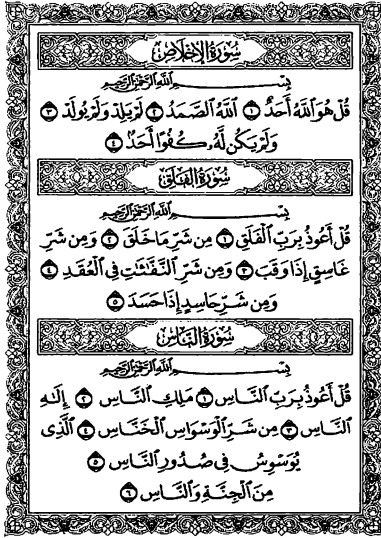 سُورَةُ الإِخْلَاصِ
بِسْمِ ٱللَّهِ ٱلرَّحْمَٰنِ ٱلرَّحِيمِ
قُلْ هُوَ ٱللَّهُ أَحَدٌ ١ ٱللَّهُ ٱلصَّمَدُ ٢ لَمْ يَلِدْ وَلَمْ يُولَدْ ٣
وَلَمْ يَكُن لَّهُۥ كُفُوًا أَحَدٌۢ ٤
سُورَةُ الفَلَقِ
بِسْمِ ٱللَّهِ ٱلرَّحْمَٰنِ ٱلرَّحِيمِ
قُلْ أَعُوذُ بِرَبِّ ٱلْفَلَقِ ١ مِن شَرِّ مَا خَلَقَ ٢ وَمِن شَرِّ
غَاسِقٍ إِذَا وَقَبَ ٣ وَمِن شَرِّ ٱلنَّفَّٰثَٰتِ فِى ٱلْعُقَدِ ٤
وَمِن شَرِّ حَاسِدٍ إِذَا حَسَدَ ٥
سُورَةُ النَّاسِ
بِسْمِ ٱللَّهِ ٱلرَّحْمَٰنِ ٱلرَّحِيمِ
قُلْ أَعُوذُ بِرَبِّ ٱلنَّاسِ ١ مَلِكِ ٱلنَّاسِ ٢ إِلَٰهِ
ٱلنَّاسِ ٣ مِن شَرِّ ٱلْوَسْوَاسِ ٱلْخَنَّاسِ ٤ ٱلَّذِى
يُوَسْوِسُ فِى صُدُورِ ٱلنَّاسِ ٥
مِنَ ٱلْجِنَّةِ وَٱلنَّاسِ ٦